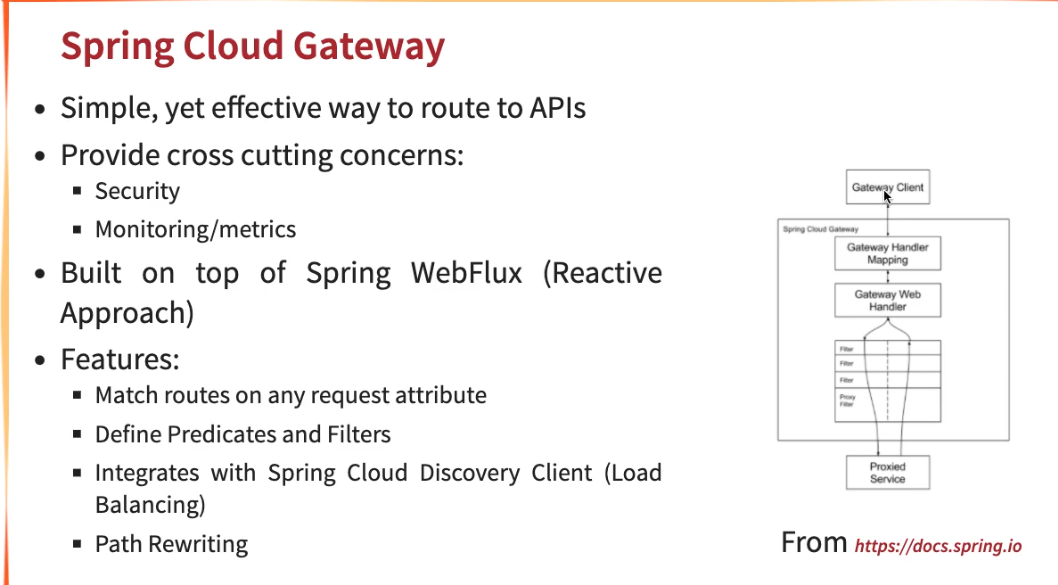 Spring Cloud Gateway
Simple, yet effective way to route to APIs
Provide cross cutting concerns:
Security
Monitoring/metrics
Built on top of Spring WebFlux (Reactive
Approach)
Features:
Match routes on any request attribute
Define Predicates and Filters
Integrates with Spring Cloud Discovery Client (Load
Balancing)
Path Rewriting
Gateway Client
Spring Cloud Gateway
Gateway Handler
Mapping
Gateway Web
Handler
Filter
Filter
Filter
Proxy
Filter
Proxied
Service
From https://docs.spring.io